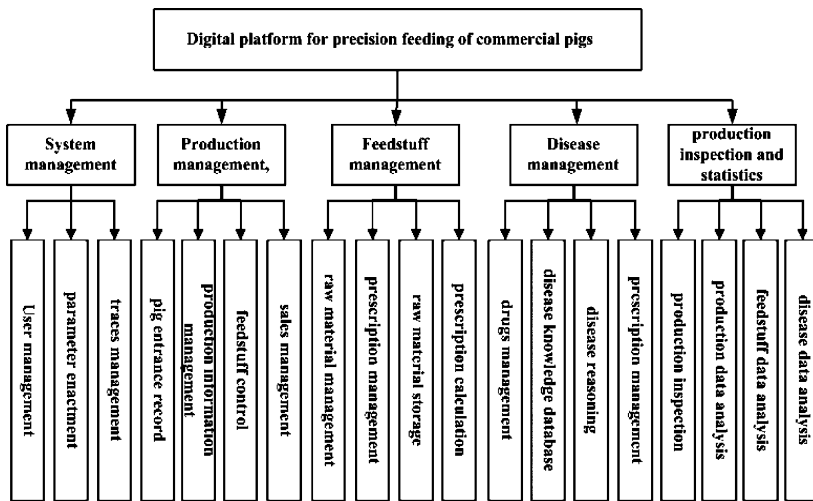 Digital platform for precision feeding of commercial pigs
System
management
Production
management,
Feedstuff
management
Disease
management
production
inspection and
statistics
User management
parameter enactment
traces management
pig entrance record
production information
management
feedstuff control
sales management
raw material management
prescription management
raw material storage
prescription calculation
drugs management
disease knowledge database
disease reasoning
prescription management
production inspection
production data analysis
feedstuff data analysis
disease data analysis